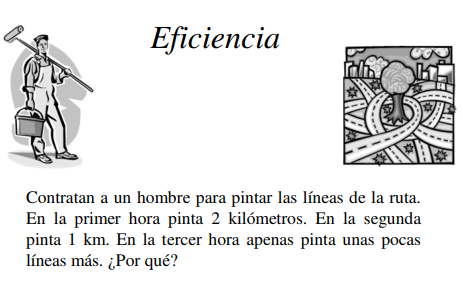 Eficiencia
Contratan a un hombre para pintar las líneas de la ruta.
En la primer hora pinta 2 kilómetros. En la segunda
pinta 1 km. En la tercer hora apenas pinta unas pocas
líneas más. ¿Por qué?